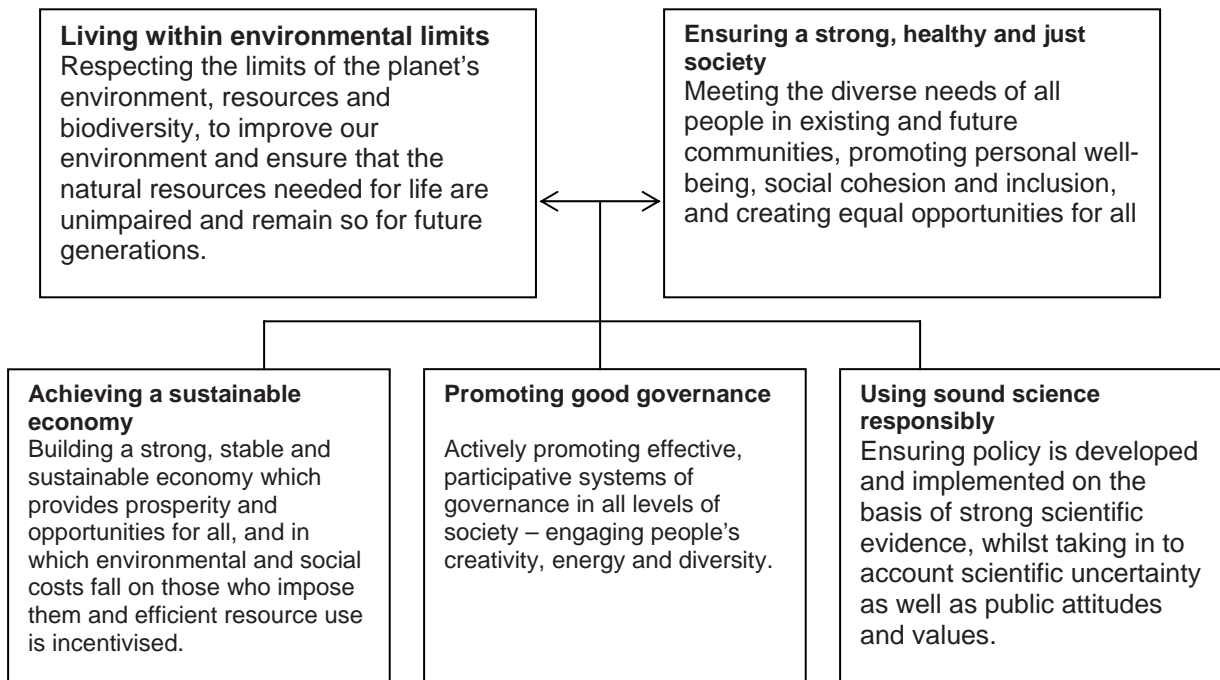 Living within environmental limits
Respecting the limits of the planet's
environment, resources and
biodiversity, to improve our
environment and ensure that the
natural resources needed for life are
unimpaired and remain so for future
generations.
Ensuring a strong, healthy and just
society
Meeting the diverse needs of all
people in existing and future
communities, promoting personal well-
being, social cohesion and inclusion,
and creating equal opportunities for all
Achieving a sustainable
economy
Building a strong, stable and
sustainable economy which
provides prosperity and
opportunities for all, and in
which environmental and social
costs fall on those who impose
them and efficient resource use
is incentivised.
Promoting good governance
Actively promoting effective,
participative systems of
governance in all levels of
society – engaging people's
creativity, energy and diversity.
Using sound science
responsibly
Ensuring policy is developed
and implemented on the
basis of strong scientific
evidence, whilst taking in to
account scientific uncertainty
as well as public attitudes
and values.